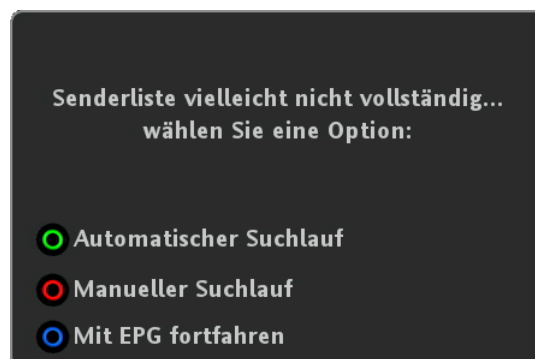 Senderliste vielleicht nicht vollständig...
wählen Sie eine Option:
Automatischer Suchlauf
Manueller Suchlauf
Mit EPG fortfahren